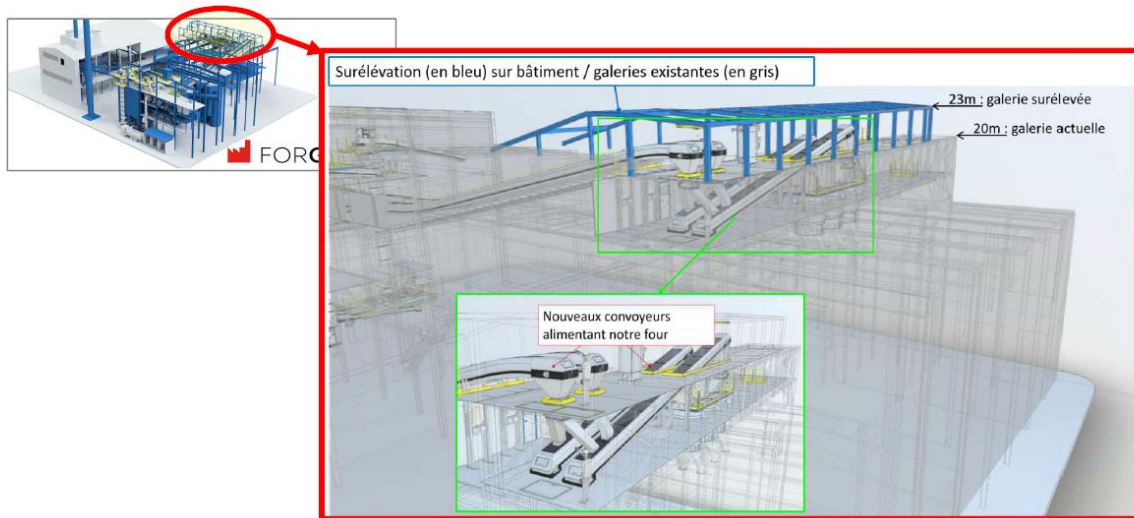 Surélévation (en bleu) sur bâtiment / galeries existantes (en gris)
23m : galerie surélevée
20m : galerie actuelle
FORG
Nouveaux convoyeurs
alimentant notre four